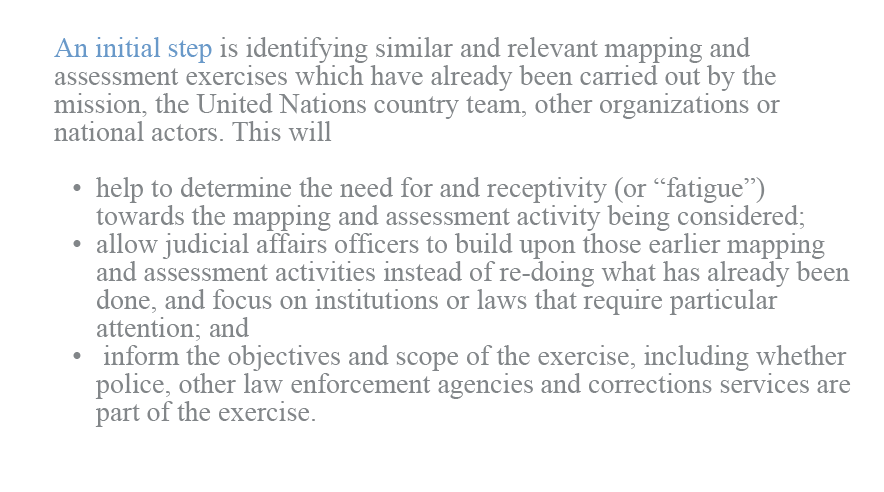 An initial step is identifying similar and relevant mapping and
assessment exercises which have already been carried out by the
mission, the United Nations country team, other organizations or
national actors. This will
• help to determine the need for and receptivity (or “fatigue”)
towards the mapping and assessment activity being considered;
• allow judicial affairs officers to build upon those earlier mapping
and assessment activities instead of re-doing what has already been
done, and focus on institutions or laws that require particular
attention; and
• inform the objectives and scope of the exercise, including whether
police, other law enforcement agencies and corrections services are
part of the exercise.